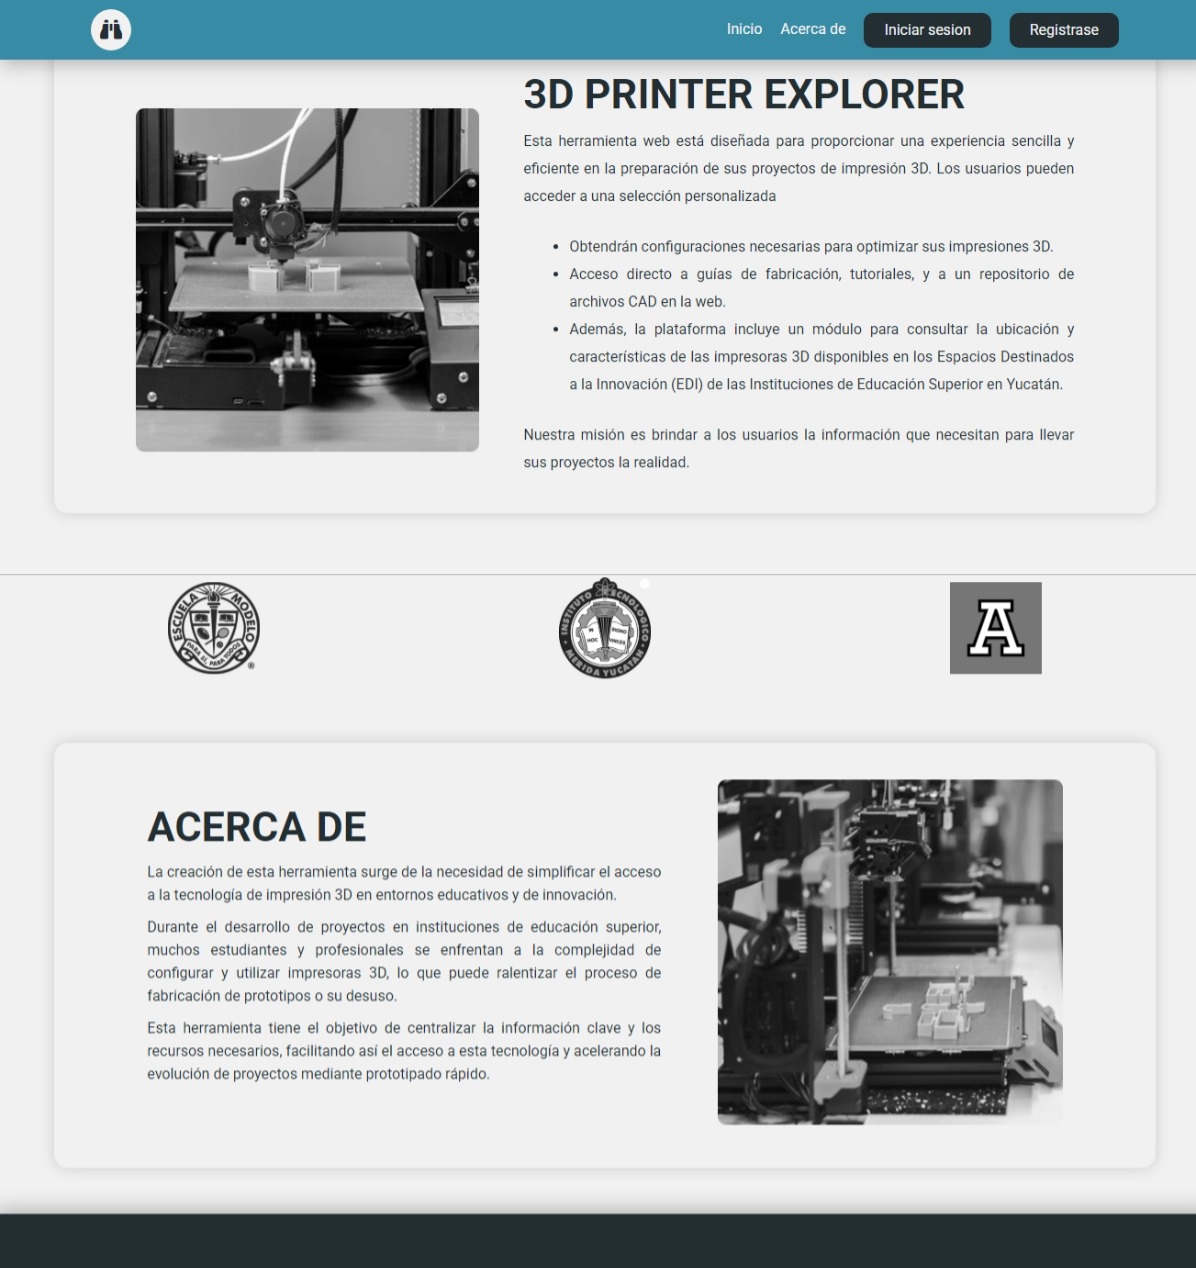 Inicio Acerca de Iniciar sesion Registrase
3D PRINTER EXPLORER
Esta herramienta web está diseñada para proporcionar una experiencia sencilla y
eficiente en la preparación de sus proyectos de impresión 3D. Los usuarios pueden
acceder a una selección personalizada
• Obtendrán configuraciones necesarias para optimizar sus impresiones 3D.
• Acceso directo a guías de fabricación, tutoriales, y a un repositorio de
archivos CAD en la web.
• Además, la plataforma incluye un módulo para consultar la ubicación y
características de las impresoras 3D disponibles en los Espacios Destinados
a la Innovación (EDI) de las Instituciones de Educación Superior en Yucatán.
Nuestra misión es brindar a los usuarios la información que necesitan para llevar
sus proyectos la realidad.
ESCUELA MODELO
PARA SI, PARA TODOS
®
INSTITUTO TECNOLOGICO
IN HOC SIGNO VINCES
MERIDA YUCATAN
A
ACERCA DE
La creación de esta herramienta surge de la necesidad de simplificar el acceso
a la tecnología de impresión 3D en entornos educativos y de innovación.
Durante el desarrollo de proyectos en instituciones de educación superior,
muchos estudiantes y profesionales se enfrentan a la complejidad de
configurar y utilizar impresoras 3D, lo que puede ralentizar el proceso de
fabricación de prototipos o su desuso.
Esta herramienta tiene el objetivo de centralizar la información clave y los
recursos necesarios, facilitando así el acceso a esta tecnología y acelerando la
evolución de proyectos mediante prototipado rápido.